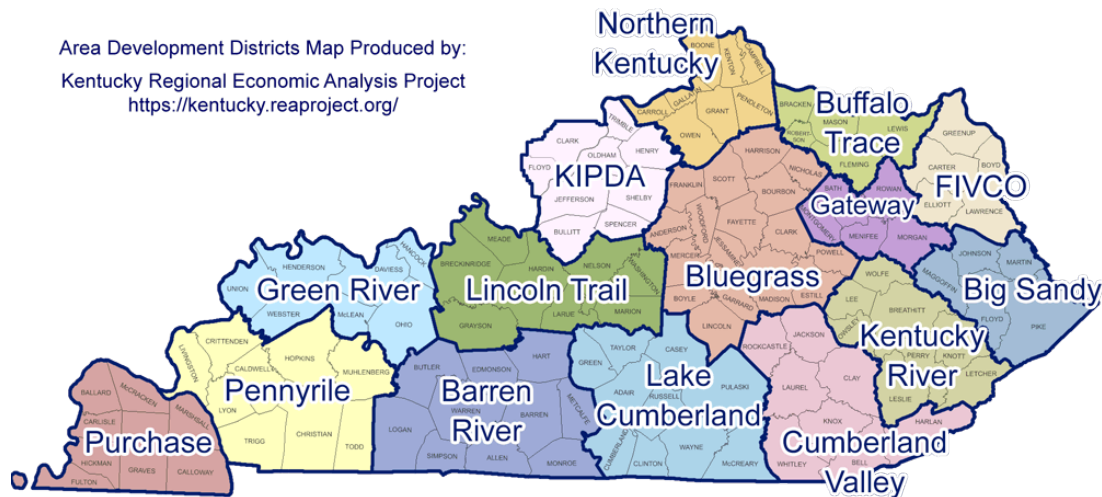 Area Development Districts Map Produced by:
Kentucky Regional Economic Analysis Project
https://kentucky.reaproject.org/
Northern
Kentucky
BOONE
KENTON
CAMPBELL
CARROLL
GALLATIN
GRANT
PENDLETON
OWEN
Buffalo
Trace
BRACKEN
MASON
ROBERT-
SON
LEWIS
FLEMING
FIVCO
GREENUP
CARTER
BOYD
ELLIOTT
LAWRENCE
KIPDA
TRIMBLE
CLARK
OLDHAM
HENRY
FLOYD
JEFFERSON
SHELBY
SPENCER
BULLITT
Gateway
BATH
ROWAN
MONTGOMERY
MENIFEE
MORGAN
Bluegrass
HARRISON
NICHOLAS
SCOTT
FRANKLIN
BOURBON
WOODFORD
FAYETTE
ANDERSON
CLARK
JESSAMINE
MERCER
POWELL
MADISON
ESTILL
GARRARD
BOYLE
LINCOLN
Big Sandy
JOHNSON
MARTIN
MAGOFFIN
FLOYD
PIKE
Green River
HANCOCK
HENDERSON
DAVIESS
UNION
WEBSTER
McLEAN
OHIO
Lincoln Trail
MEADE
BRECKINRIDGE
HARDIN
NELSON
WASHINGTON
GRAYSON
LARUE
MARION
Kentucky
River
WOLFE
LEE
BREATHITT
OWSLEY
PERRY
KNOTT
LETCHER
LESLIE
Pennyrile
CRITTENDEN
LIVINGSTON
HOPKINS
CALDWELL
MUHLENBERG
LYON
TRIGG
CHRISTIAN
TODD
Barren
River
BUTLER
EDMONSON
HART
WARREN
BARREN
METCALFE
LOGAN
SIMPSON
ALLEN
MONROE
Lake
Cumberland
TAYLOR
CASEY
GREEN
ADAIR
RUSSELL
PULASKI
CUMBERLAND
WAYNE
CLINTON
McCREARY
Cumberland
Valley
ROCKCASTLE
JACKSON
LAUREL
CLAY
KNOX
HARLAN
WHITLEY
BELL
Purchase
BALLARD
McCRACKEN
MARSHSALL
CARLISLE
HICKMAN
GRAVES
CALLOWAY
FULTON